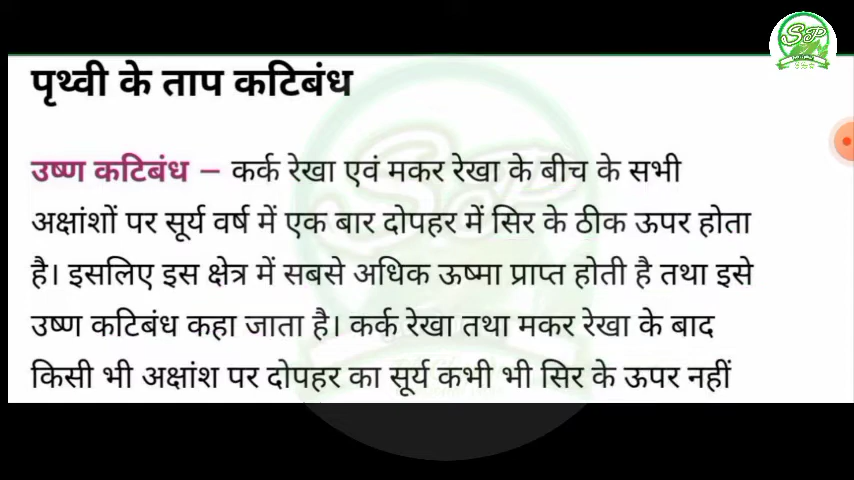 SP
पृथ्वी के ताप कटिबंध
उष्ण कटिबंध – कर्क रेखा एवं मकर रेखा के बीच के सभी
अक्षांशों पर सूर्य वर्ष में एक बार दोपहर में सिर के ठीक ऊपर होता
है। इसलिए इस क्षेत्र में सबसे अधिक ऊष्मा प्राप्त होती है तथा इसे
उष्ण कटिबंध कहा जाता है। कर्क रेखा तथा मकर रेखा के बाद
किसी भी अक्षांश पर दोपहर का सूर्य कभी भी सिर के ऊपर नहीं